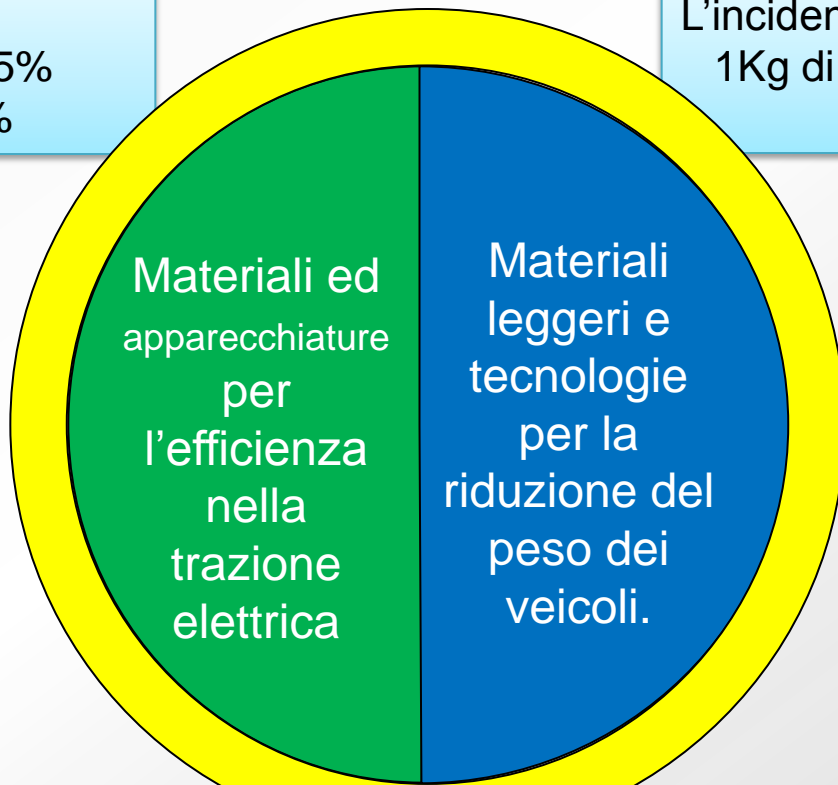 5%
%
L'inciden
1Kg di
Materiali ed
apparecchiature
per
l'efficienza
nella
trazione
elettrica
Materiali
leggeri e
tecnologie
per la
riduzione del
peso dei
veicoli.